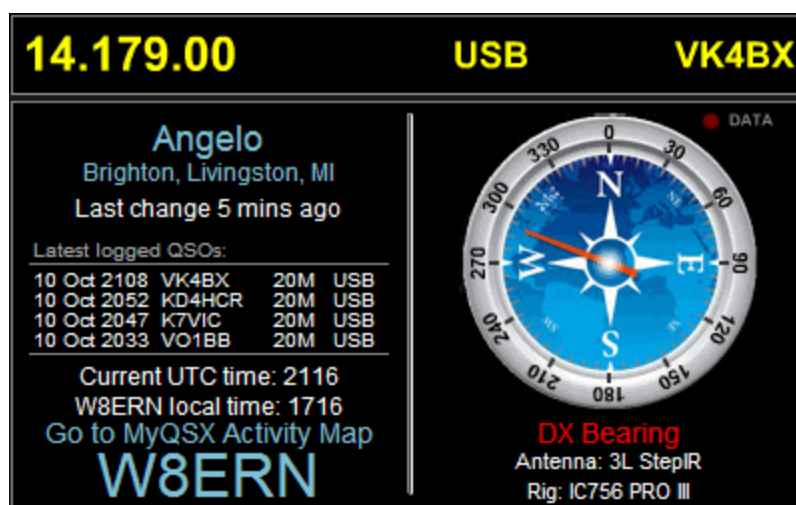 14.179.00 USB VK4BX
Angelo
Brighton, Livingston, MI
Last change 5 mins ago
Latest logged QSOs:
10 Oct 2108 VK4BX 20M USB
10 Oct 2052 KD4HCR 20M USB
10 Oct 2047 K7VIC 20M USB
10 Oct 2033 VO1BB 20M USB
Current UTC time: 2116
W8ERN local time: 1716
Go to MyQSX Activity Map
W8ERN
DATA
0
30
60
90
120
150
180
210
240
270
300
330
N
NE
E
SE
S
SW
W
NW
DX Bearing
Antenna: 3L StepIR
Rig: IC756 PRO III